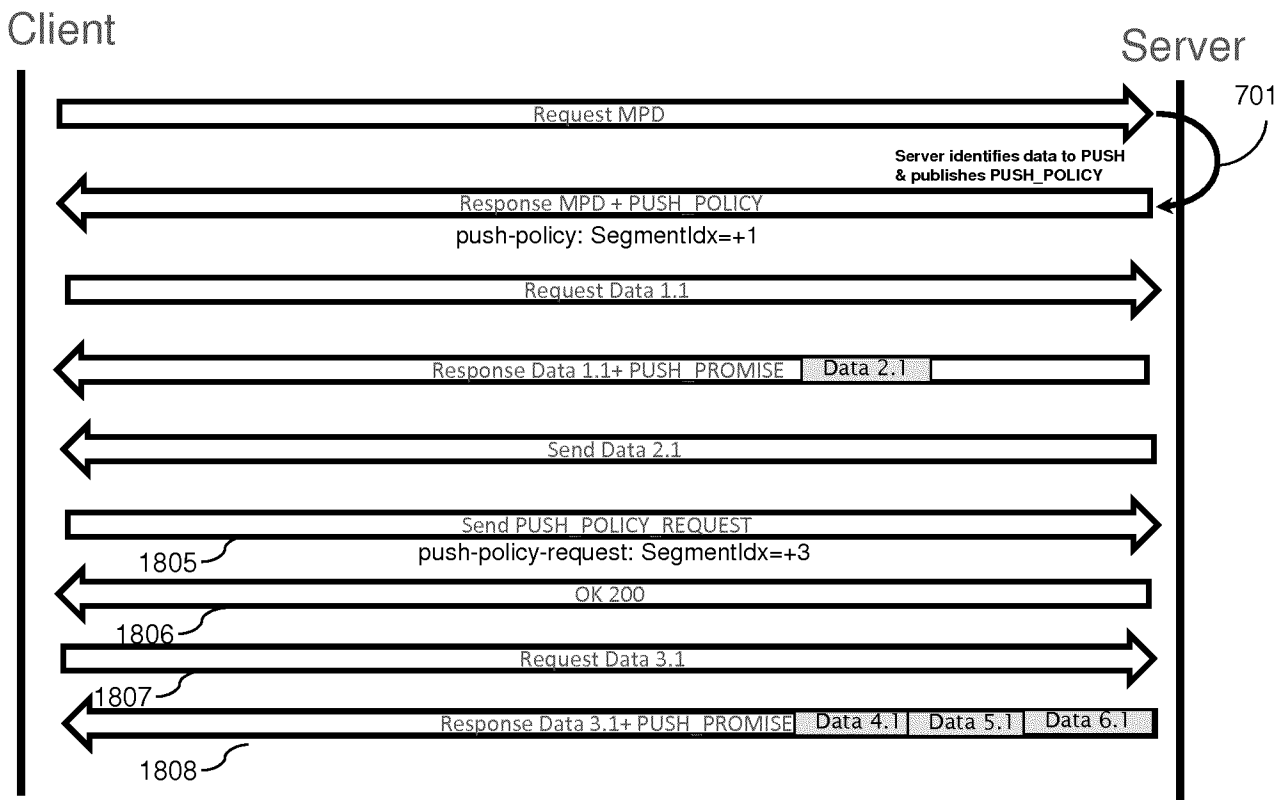 Client
Server
701
Request MPD
Server identifies data to PUSH
& publishes PUSH_POLICY
Response MPD + PUSH_POLICY
push-policy: SegmentIdx=+1
Request Data 1.1
Response Data 1.1+ PUSH_PROMISE Data 2.1
Send Data 2.1
Send PUSH_POLICY_REQUEST
1805
push-policy-request: SegmentIdx=+3
OK 200
1806
Request Data 3.1
1807
Response Data 3.1+ PUSH_PROMISE Data 4.1 Data 5.1 Data 6.1
1808